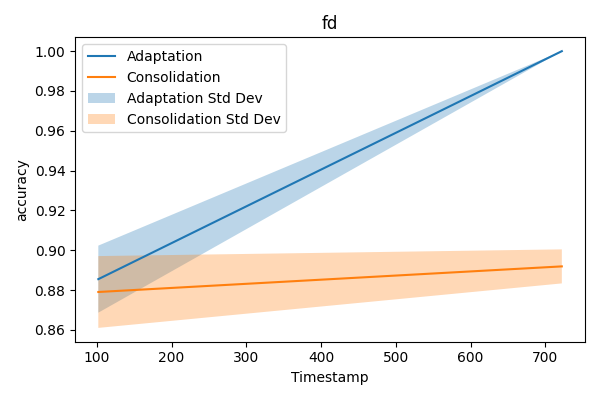 fd
Adaptation
Consolidation
Adaptation Std Dev
Consolidation Std Dev
accuracy
1.00
0.98
0.96
0.94
0.92
0.90
0.88
0.86
100 200 300 400 500 600 700
Timestamp